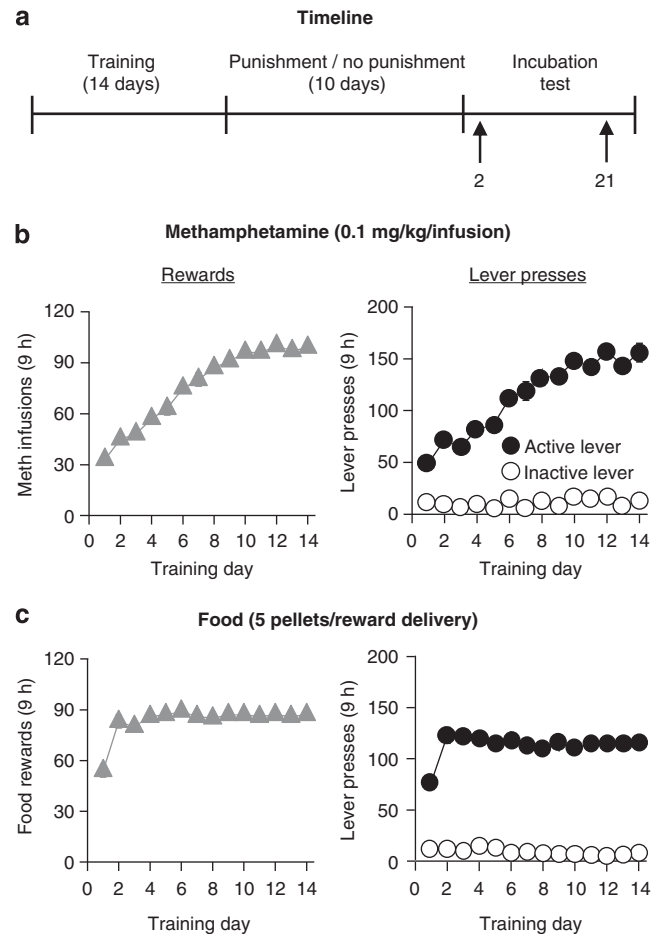 a
Timeline
Training
(14 days)
Punishment / no punishment
(10 days)
Incubation
test
2
21
b
Methamphetamine (0.1 mg/kg/infusion)
Rewards
Meth infusions (9 h)
120
90
60
30
0
0 2 4 6 8 10 12 14
Training day
Lever presses
Lever presses (9 h)
200
150
100
50
0
Active lever
Inactive lever
0 2 4 6 8 10 12 14
Training day
c
Food (5 pellets/reward delivery)
Food rewards (9 h)
120
90
60
30
0
0 2 4 6 8 10 12 14
Training day
Lever presses (9 h)
200
150
100
50
0
0 2 4 6 8 10 12 14
Training day